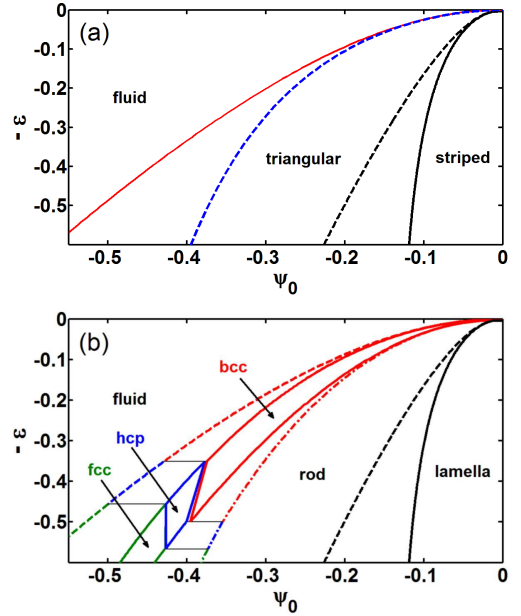 (a)
0
-0.1
-0.2
-0.3
-0.4
-0.5
- ε
fluid
triangular
striped
-0.5 -0.4 -0.3 -0.2 -0.1 0
ψ0
(b)
0
-0.1
-0.2
-0.3
-0.4
-0.5
- ε
bcc
fluid
hcp
fcc
rod
lamella
-0.5 -0.4 -0.3 -0.2 -0.1 0
ψ0